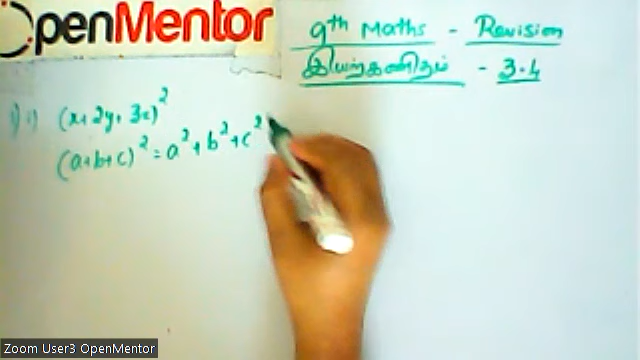 OpenMentor
9th Maths - Revision
இயற்கணிதம் - 3.4
1) i) (x+2y+3z)²
(a+b+c)² = a²+b²+c²
Zoom User3 OpenMentor